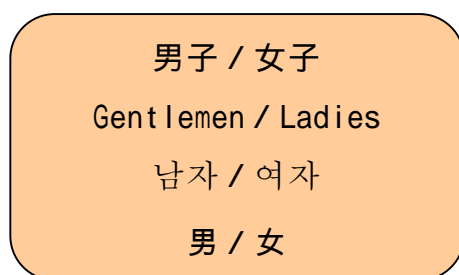 男子 / 女子
Gentlemen / Ladies
남자 / 여자
男 / 女